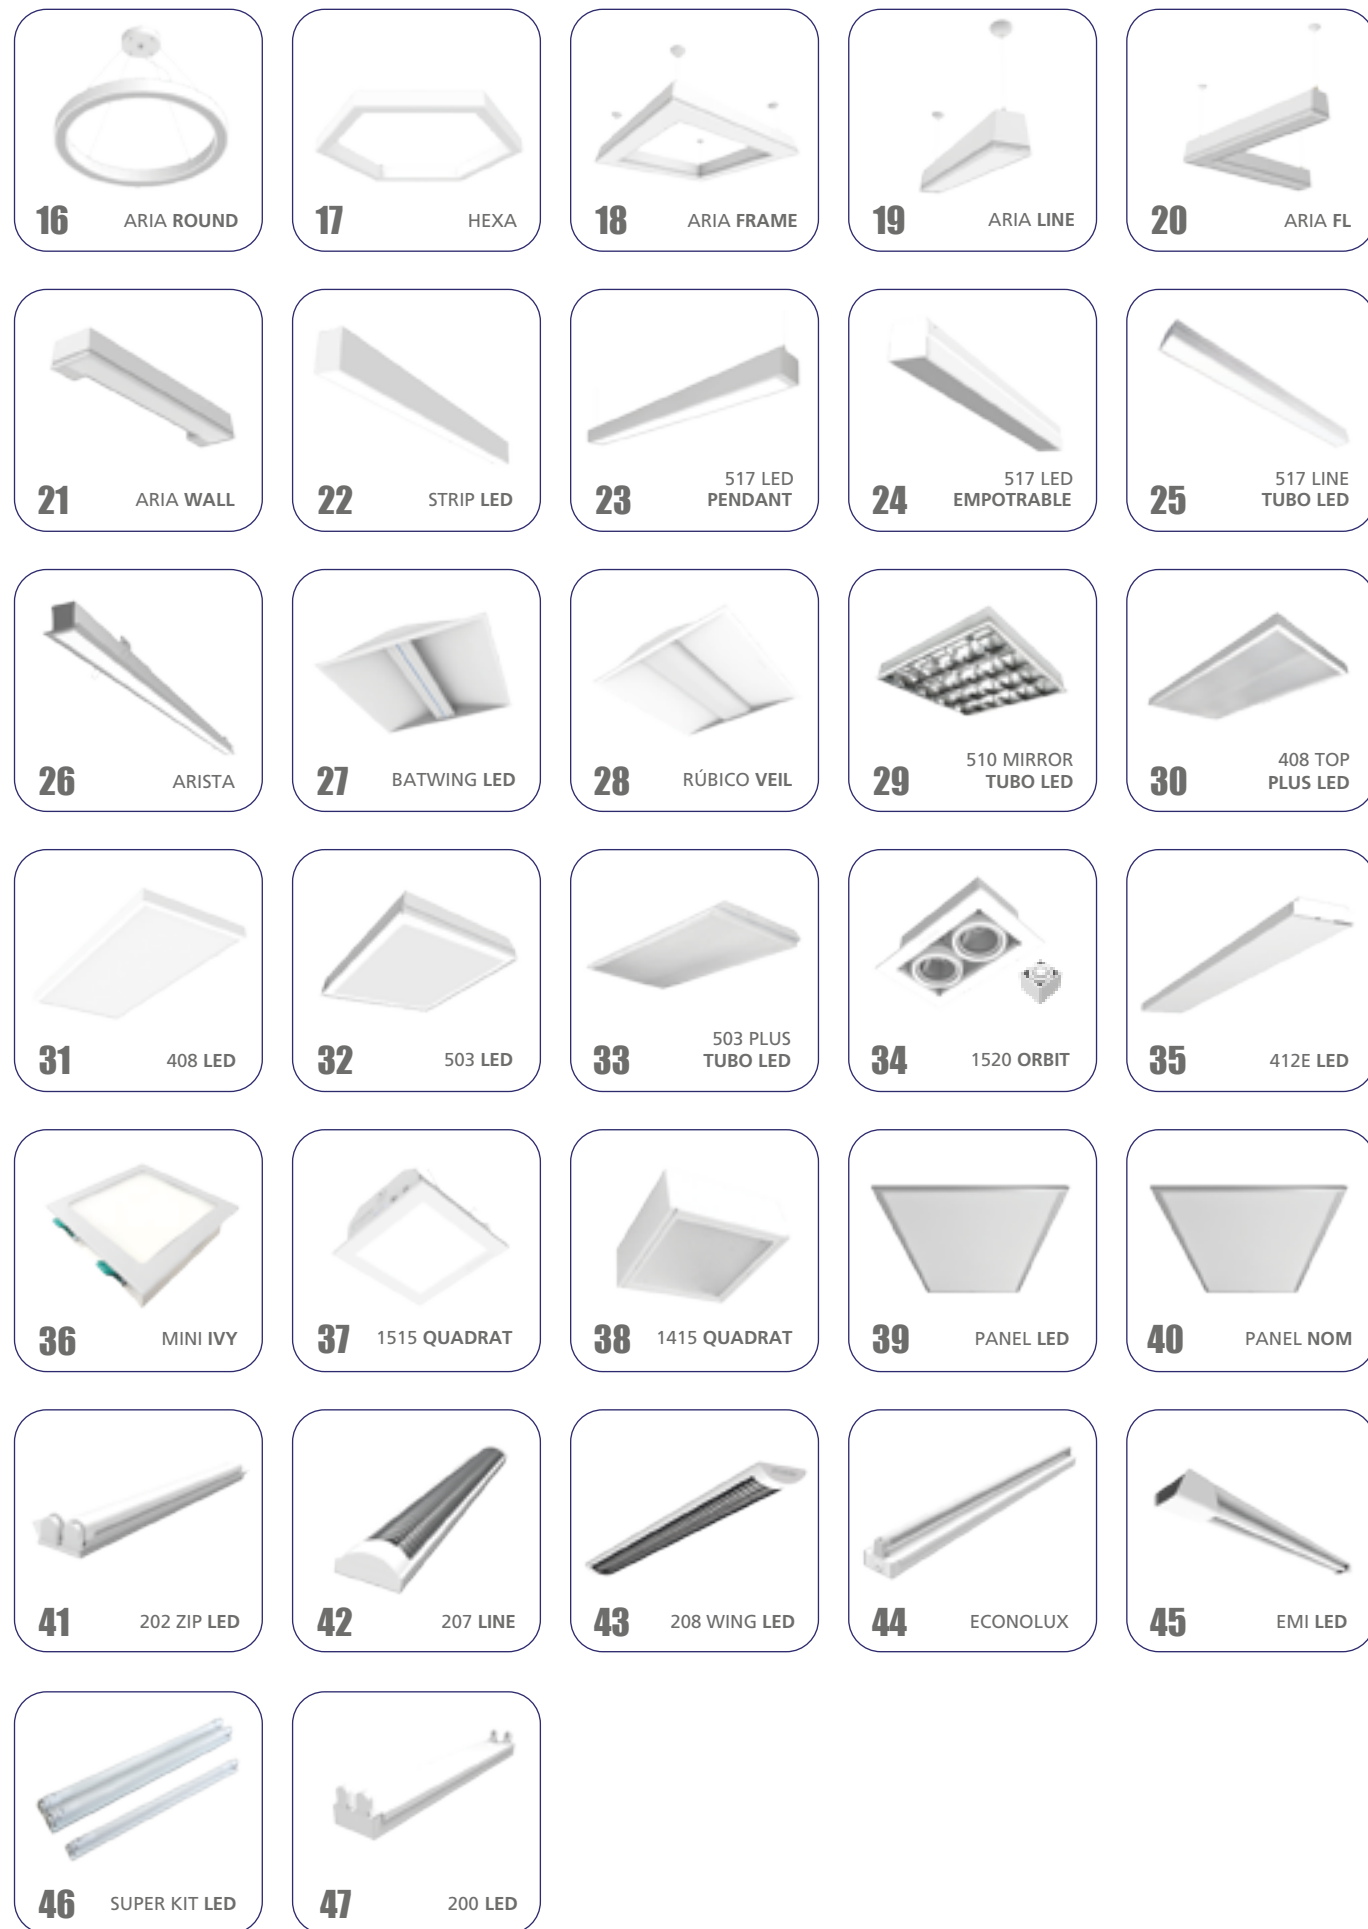 16 ARIA ROUND
17 HEXA
18 ARIA FRAME
19 ARIA LINE
20 ARIA FL
21 ARIA WALL
22 STRIP LED
517 LED
23 PENDANT
517 LED
24 EMPOTRABLE
517 LINE
25 TUBO LED
26 ARISTA
27 BATWING LED
28 RÚBICO VEIL
510 MIRROR
29 TUBO LED
408 TOP
30 PLUS LED
31 408 LED
32 503 LED
503 PLUS
33 TUBO LED
34 1520 ORBIT
35 412E LED
36 MINI IVY
37 1515 QUADRAT
38 1415 QUADRAT
39 PANEL LED
40 PANEL NOM
41 202 ZIP LED
42 207 LINE
43 208 WING LED
44 ECONOLUX
45 EMI LED
46 SUPER KIT LED
47 200 LED